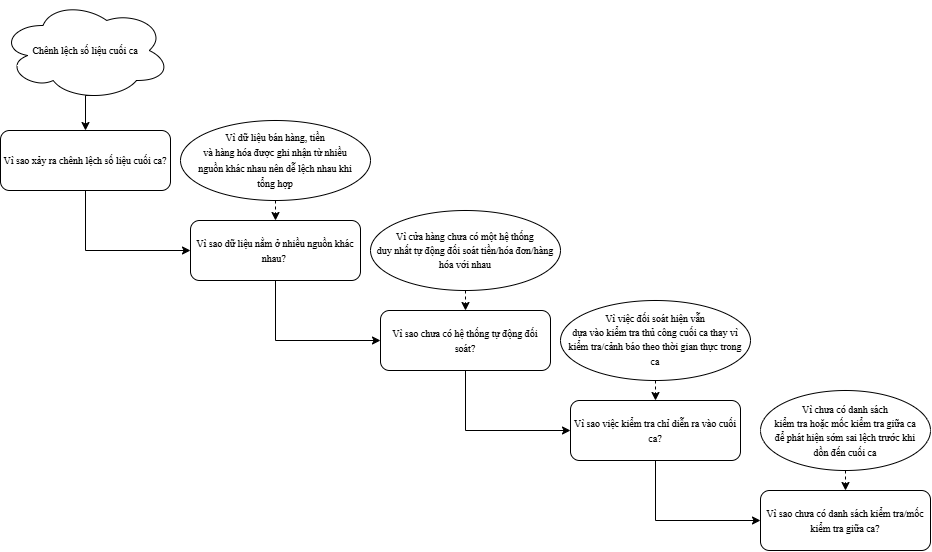 Chênh lệch số liệu cuối ca
Vì sao xảy ra chênh lệch số liệu cuối ca?
Vì dữ liệu bán hàng, tiền
và hàng hóa được ghi nhận từ nhiều
nguồn khác nhau nên dễ lệch nhau khi
tổng hợp
Vì sao dữ liệu nằm ở nhiều nguồn khác
nhau?
Vì cửa hàng chưa có một hệ thống
duy nhất tự động đối soát tiền/hóa đơn/hàng
hóa với nhau
Vì sao chưa có hệ thống tự động đối
soát?
Vì việc đối soát hiện vẫn
dựa vào kiểm tra thủ công cuối ca thay vì
kiểm tra/cảnh báo theo thời gian thực trong
ca
Vì sao việc kiểm tra chỉ diễn ra vào cuối
ca?
Vì chưa có danh sách
kiểm tra hoặc mốc kiểm tra giữa ca
để phát hiện sớm sai lệch trước khi
dồn đến cuối ca
Vì sao chưa có danh sách kiểm tra/mốc
kiểm tra giữa ca?